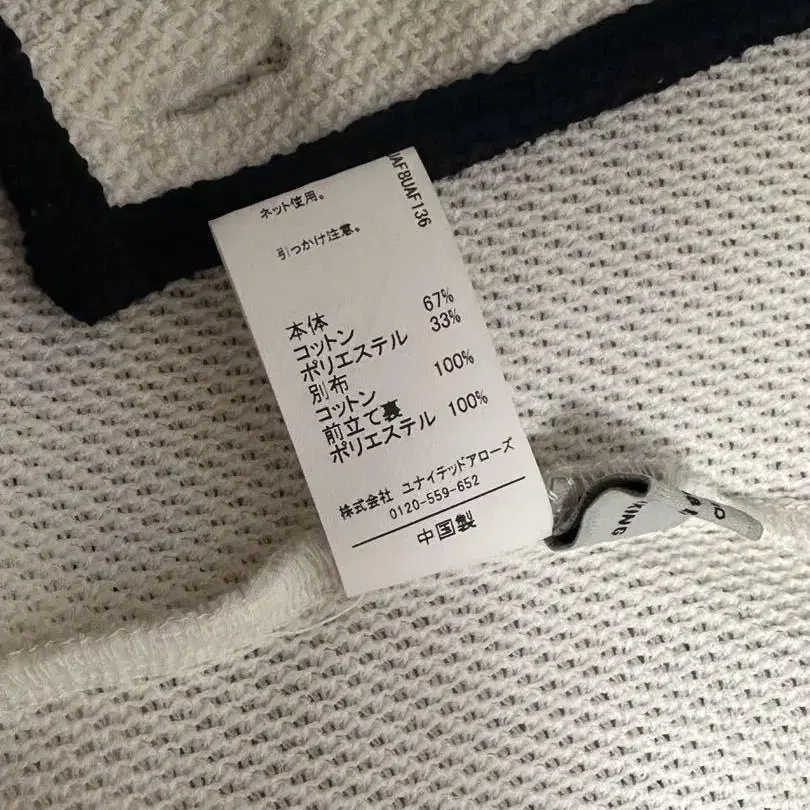 UAF8UAF136
ネット使用。
引っかけ注意。
本体
コットン 67%
ポリエステル 33%
別布
コットン 100%
前立て裏
ポリエステル 100%
株式会社 ユナイテッドアローズ
0120-559-652
中国製
KING